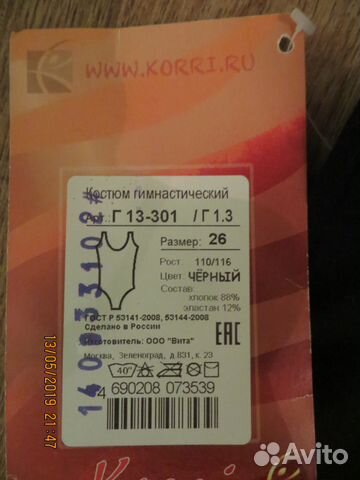 WWW.KORRI.RU
Костюм гимнастический
Арт.: Г 13-301 / Г 1.3
Размер: 26
Рост: 110/116
Цвет: ЧЁРНЫЙ
Состав:
хлопок 88%
эластан 12%
ГОСТ Р 53141-2008, 53144-2008
Сделано в России
Изготовитель: ООО "Вита"
Москва, Зеленоград, д.831, к. 23
EAC
40°
4 690208 073539
13/05/2019 21:47
Avito